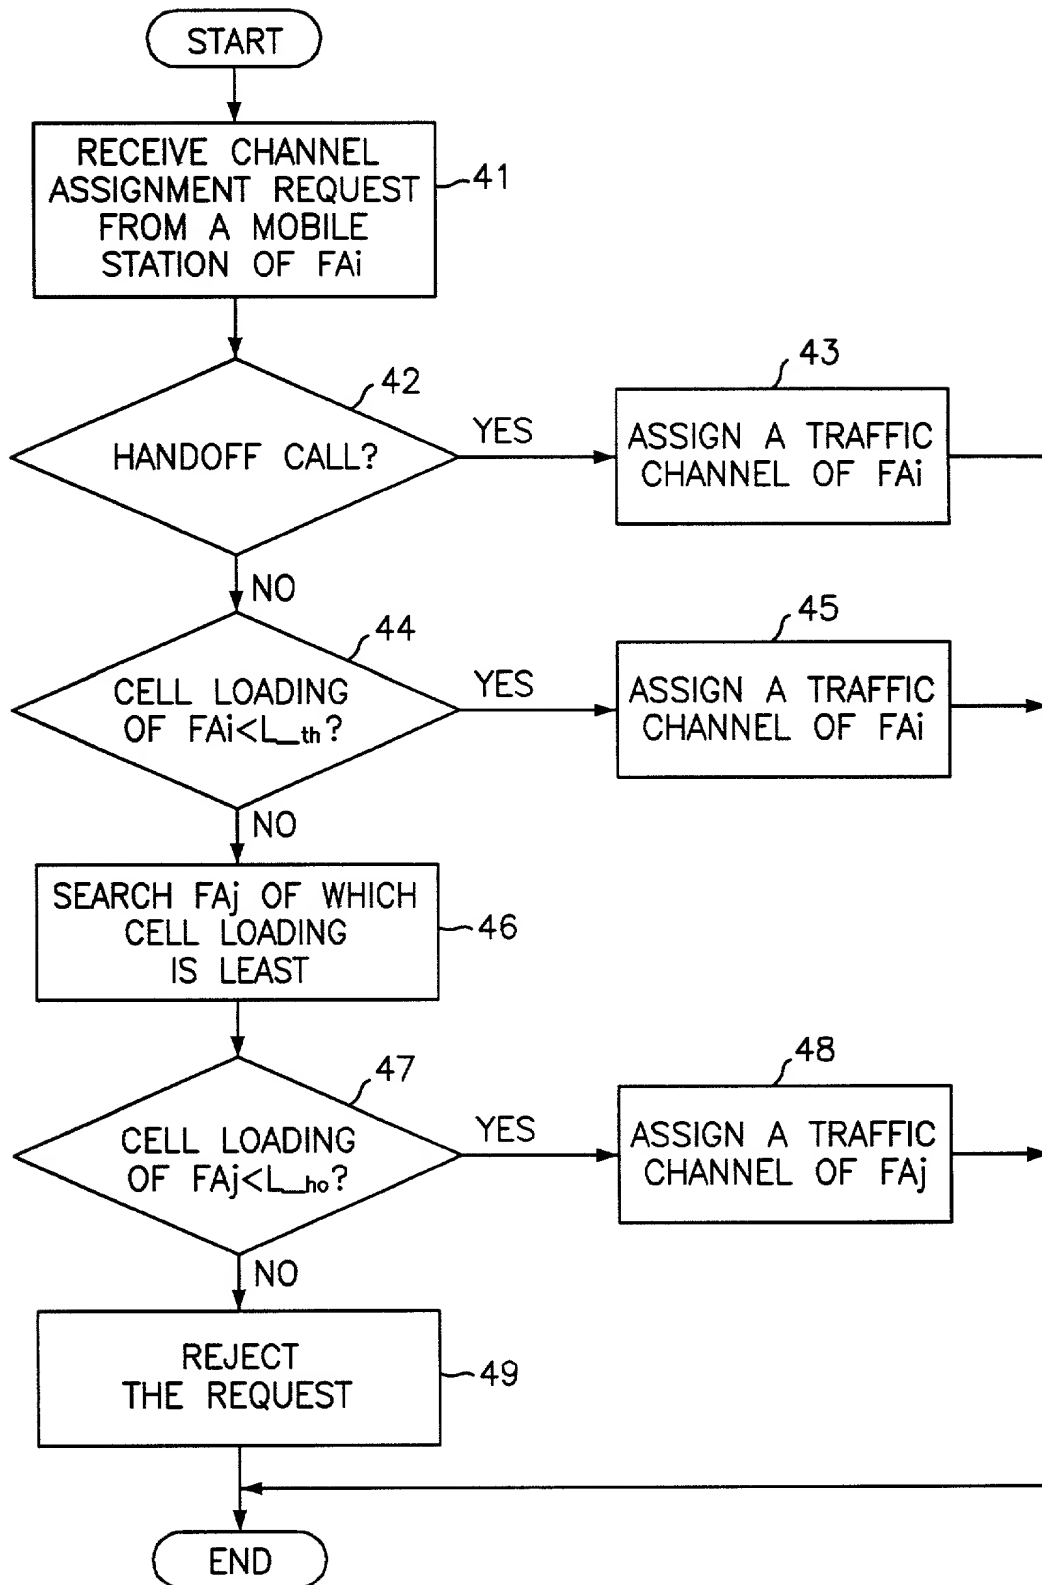 START
RECEIVE CHANNEL
ASSIGNMENT REQUEST
FROM A MOBILE
STATION OF FAi
41
42
HANDOFF CALL?
YES
43
ASSIGN A TRAFFIC
CHANNEL OF FAi
NO
44
CELL LOADING
OF FAi<L_th?
YES
45
ASSIGN A TRAFFIC
CHANNEL OF FAi
NO
SEARCH FAj OF WHICH
CELL LOADING
IS LEAST
46
47
CELL LOADING
OF FAj<L_ho?
YES
48
ASSIGN A TRAFFIC
CHANNEL OF FAj
NO
REJECT
THE REQUEST
49
END